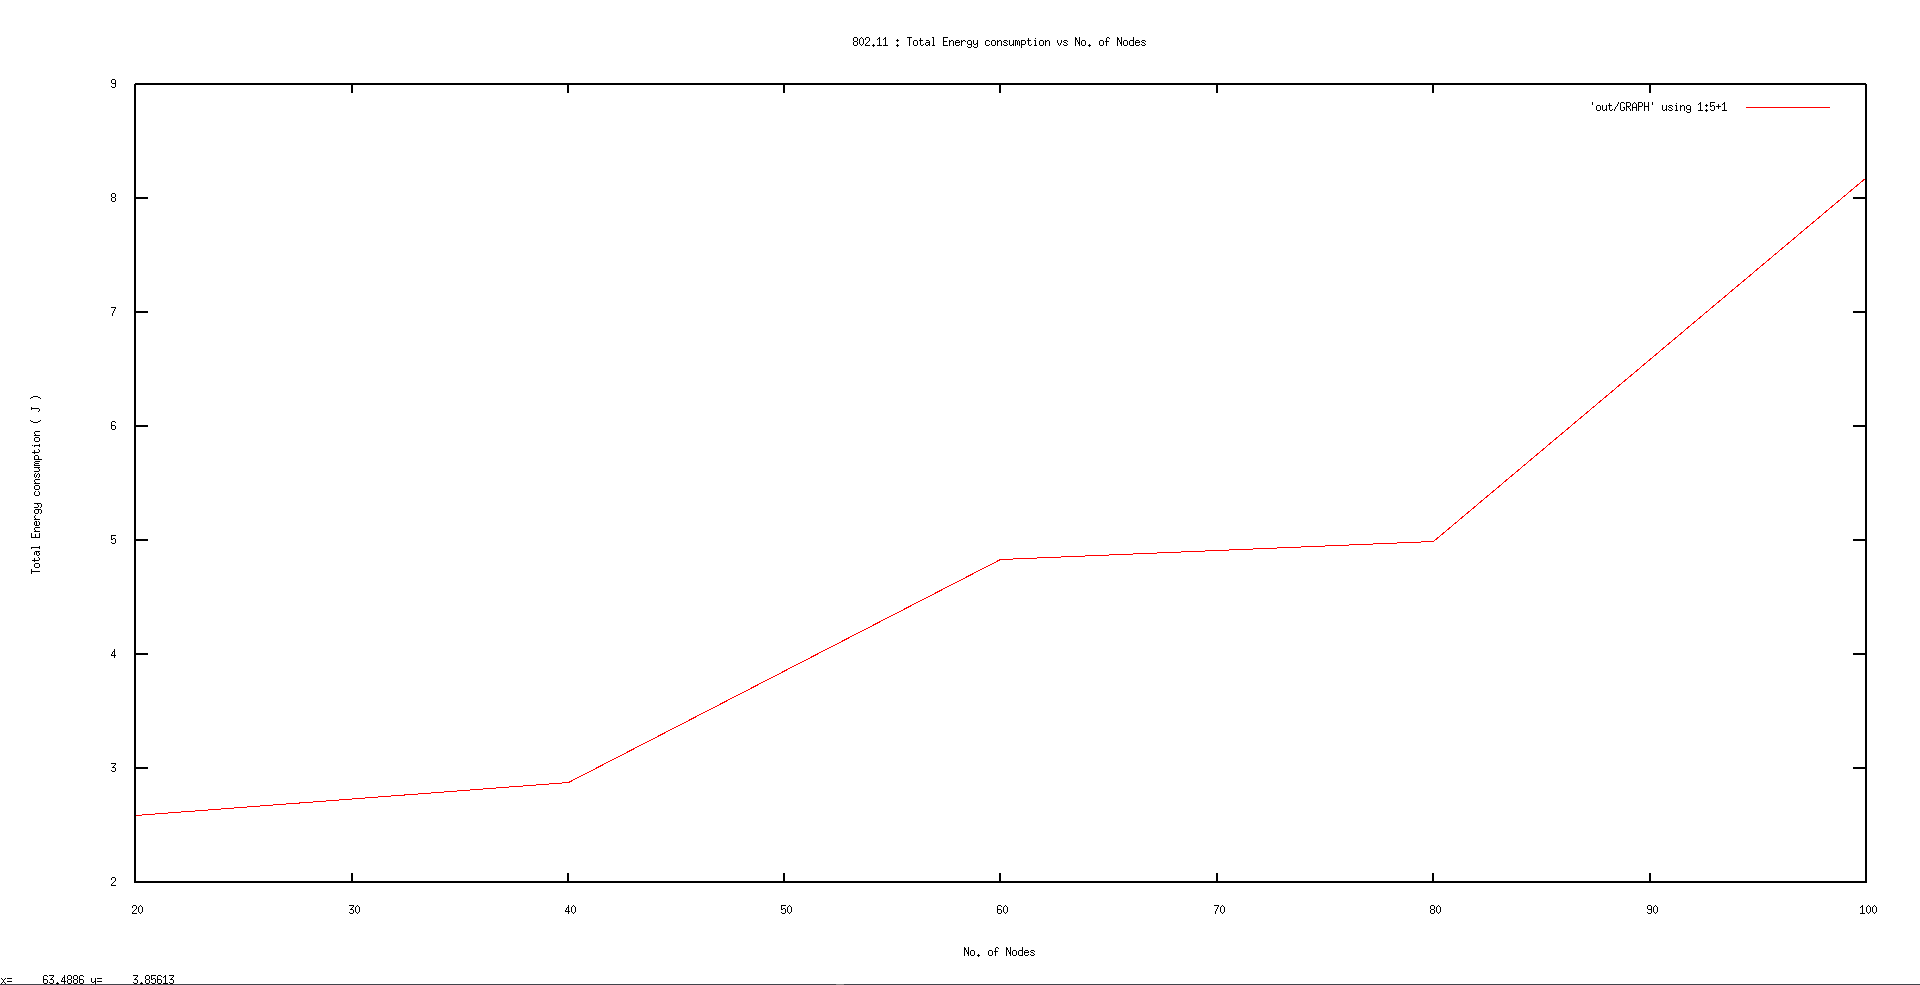 802.11 : Total Energy consumption vs No. of Nodes
9
'out/GRAPH' using 1:5+1
8
7
6
5
4
3
2
Total Energy consumption ( J )
20 30 40 50 60 70 80 90 100
No. of Nodes
x= 63.4886 y= 3.85613